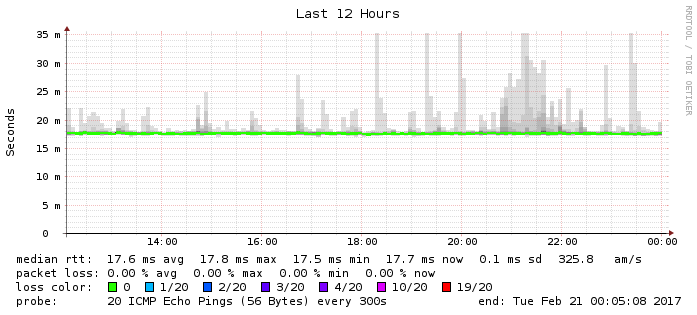 Last 12 Hours
RRDTOOL / TOBI OETIKER
Seconds
35 m
30 m
25 m
20 m
15 m
10 m
5 m
0
14:00 16:00 18:00 20:00 22:00 00:00
median rtt: 17.6 ms avg 17.8 ms max 17.5 ms min 17.7 ms now 0.1 ms sd 325.8 am/s
packet loss: 0.00 % avg 0.00 % max 0.00 % min 0.00 % now
loss color: 0 1/20 2/20 3/20 4/20 10/20 19/20
probe: 20 ICMP Echo Pings (56 Bytes) every 300s end: Tue Feb 21 00:05:08 2017